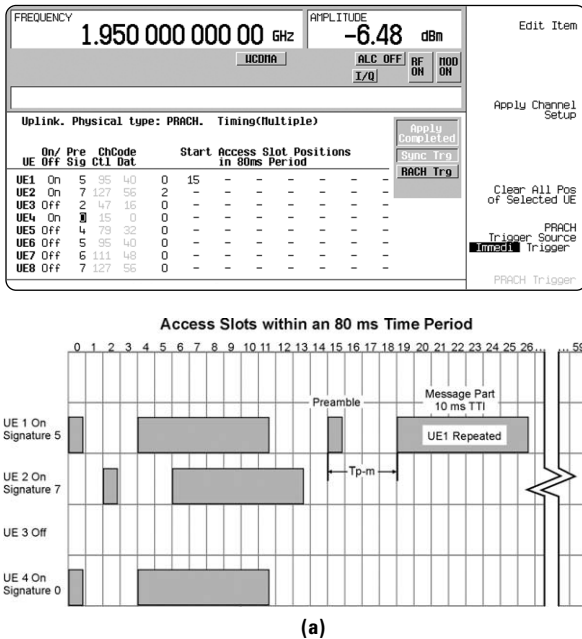 FREQUENCY
1.950 000 000 00 GHz
AMPLITUDE
-6.48 dBm
WCDMA
ALC OFF
I/Q
RF ON
MOD ON
Uplink. Physical type: PRACH. Timing(Multiple)
On/ Pre ChCode Start Access Slot Positions
UE Off Sig Ctl Dat in 80ms Period
UE1 On 5 95 40 0 15 - - - - - -
UE2 On 7 127 56 2 - - - - - - -
UE3 Off 2 47 16 0 - - - - - - -
UE4 On 0 15 0 0 - - - - - - -
UE5 Off 4 79 32 0 - - - - - - -
UE6 Off 5 95 40 0 - - - - - - -
UE7 Off 6 111 48 0 - - - - - - -
UE8 Off 7 127 56 0 - - - - - - -
Apply Completed
Sync Trg
RACH Trg
Edit Item
Apply Channel Setup
Clear All Pos of Selected UE
PRACH Trigger Source
Immedi Trigger
PRACH Trigger
Access Slots within an 80 ms Time Period
0 1 2 3 4 5 6 7 8 9 10 11 12 13 14 15 16 17 18 19 20 21 22 23 24 25 26... ...59
Preamble
Message Part
10 ms TTI
UE 1 On
Signature 5
UE1 Repeated
Tp-m
UE 2 On
Signature 7
UE 3 Off
UE 4 On
Signature 0
(a)